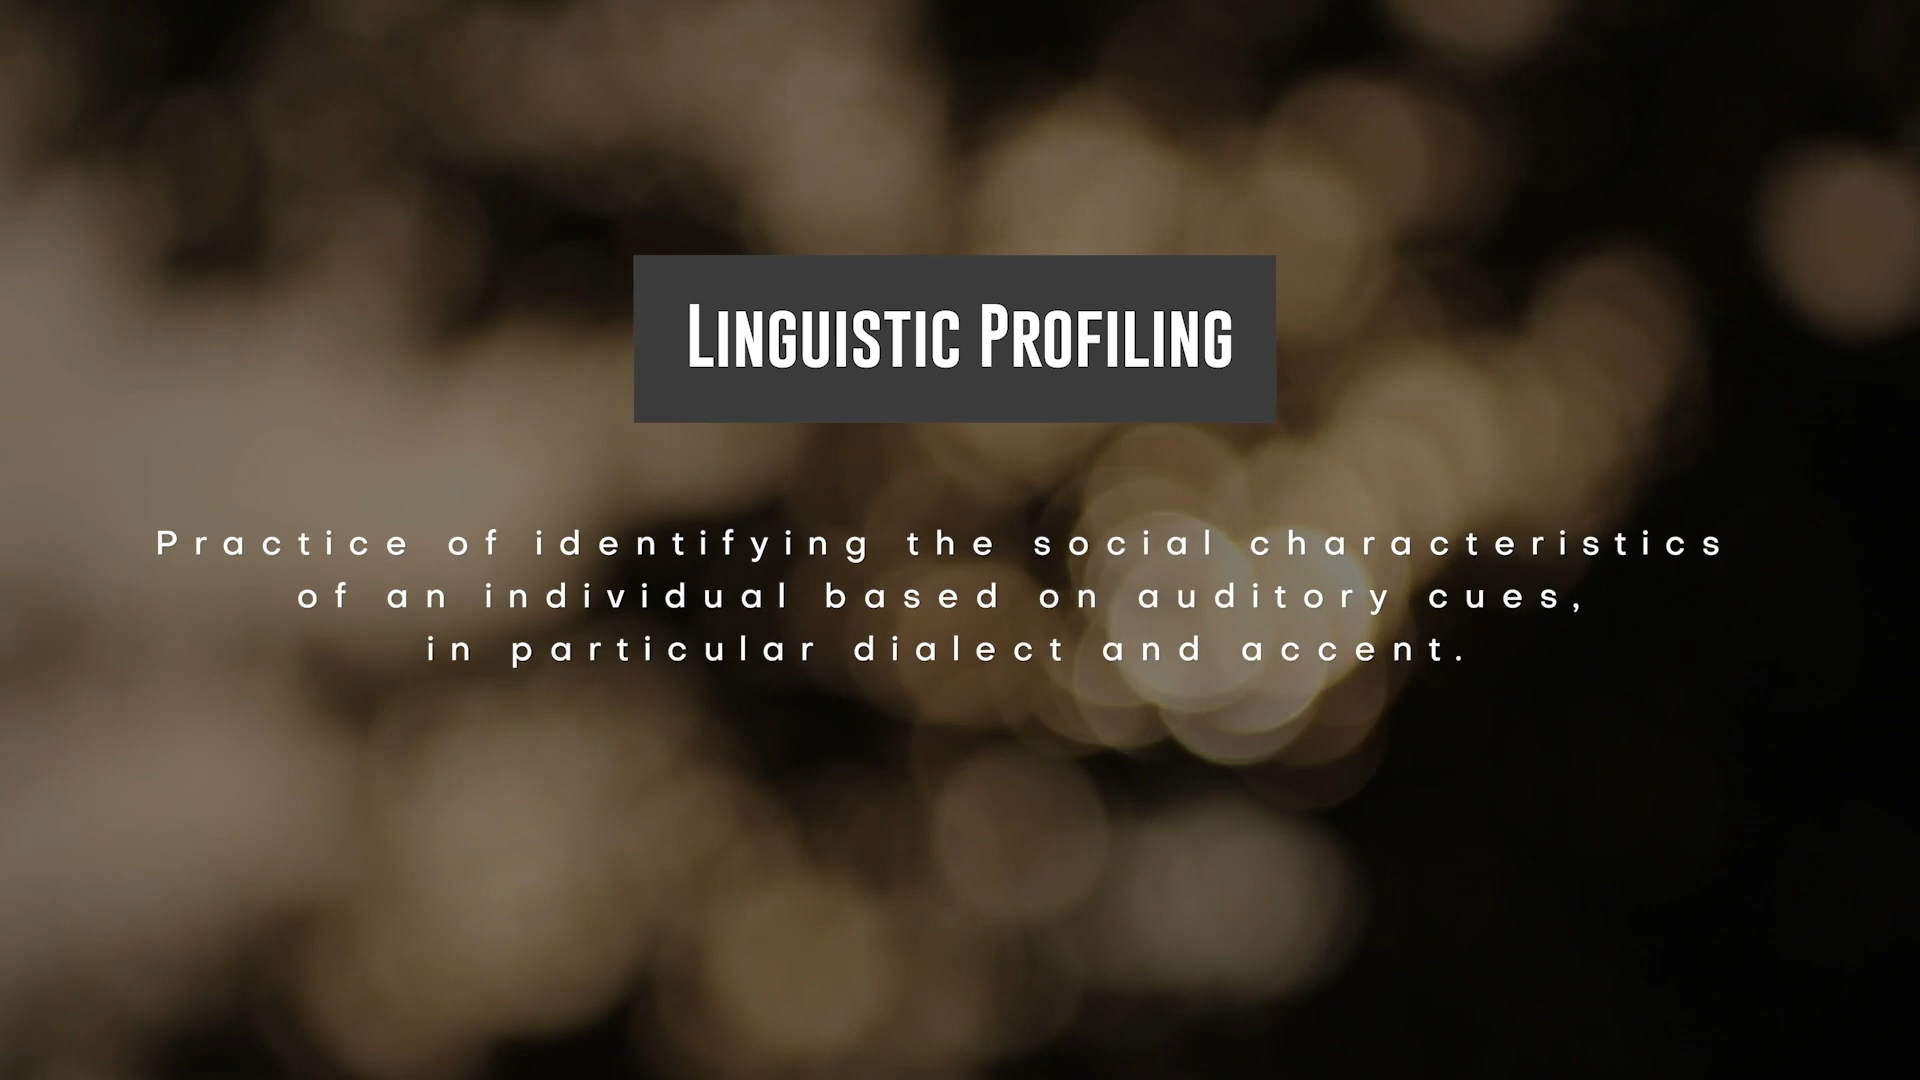 Linguistic Profiling
Practice of identifying the social characteristics
of an individual based on auditory cues,
in particular dialect and accent.